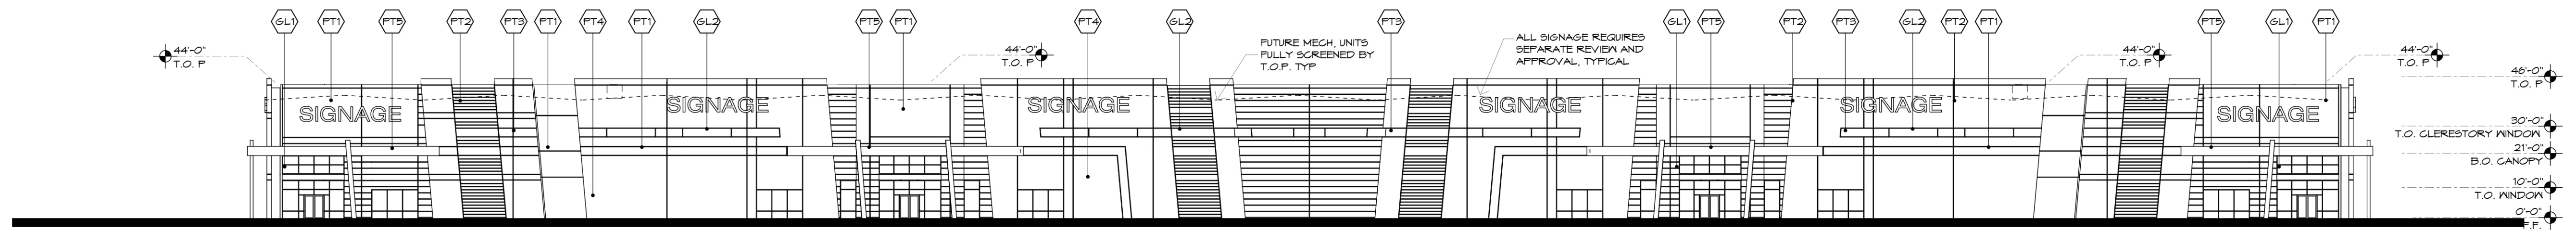 GL1 PT1 PT5 PT2 PT3 PT1 PT4 PT1 GL2 PT5 PT1 PT4 GL2 PT3 GL1 PT5 PT2 PT3 GL2 PT2 PT1 PT5 GL1 PT1
44'-0"
T.O. P
44'-0"
T.O. P
FUTURE MECH, UNITS
FULLY SCREENED BY
T.O.P. TYP
ALL SIGNAGE REQUIRES
SEPARATE REVIEW AND
APPROVAL, TYPICAL
44'-0"
T.O. P
44'-0"
T.O. P
46'-0"
T.O. P
SIGNAGE SIGNAGE SIGNAGE SIGNAGE SIGNAGE SIGNAGE
30'-0"
T.O. CLERESTORY WINDOW
21'-0"
B.O. CANOPY
10'-0"
T.O. WINDOW
0'-0"
F.F.